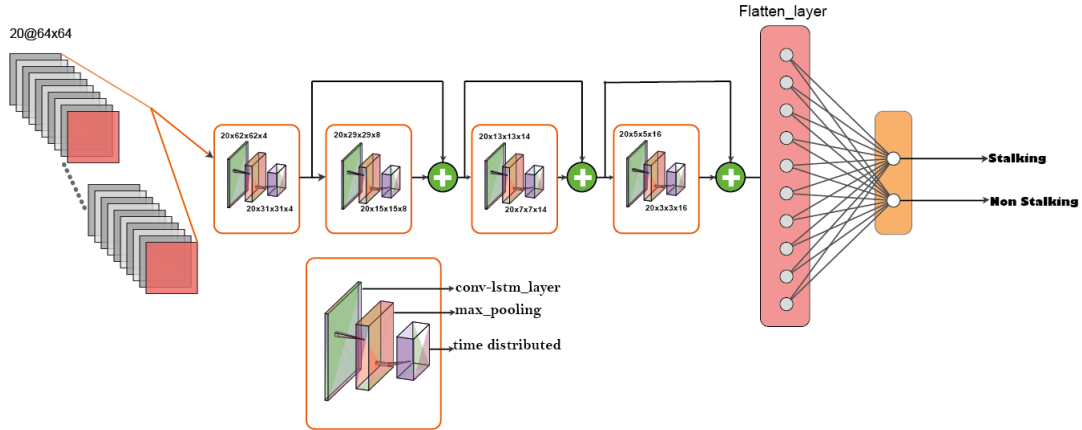 Flatten_layer
20@64x64
20x62x62x4
20x31x31x4
20x29x29x8
20x15x15x8
20x13x13x14
20x7x7x14
20x5x5x16
20x3x3x16
Stalking
Non Stalking
conv-lstm_layer
max_pooling
time distributed